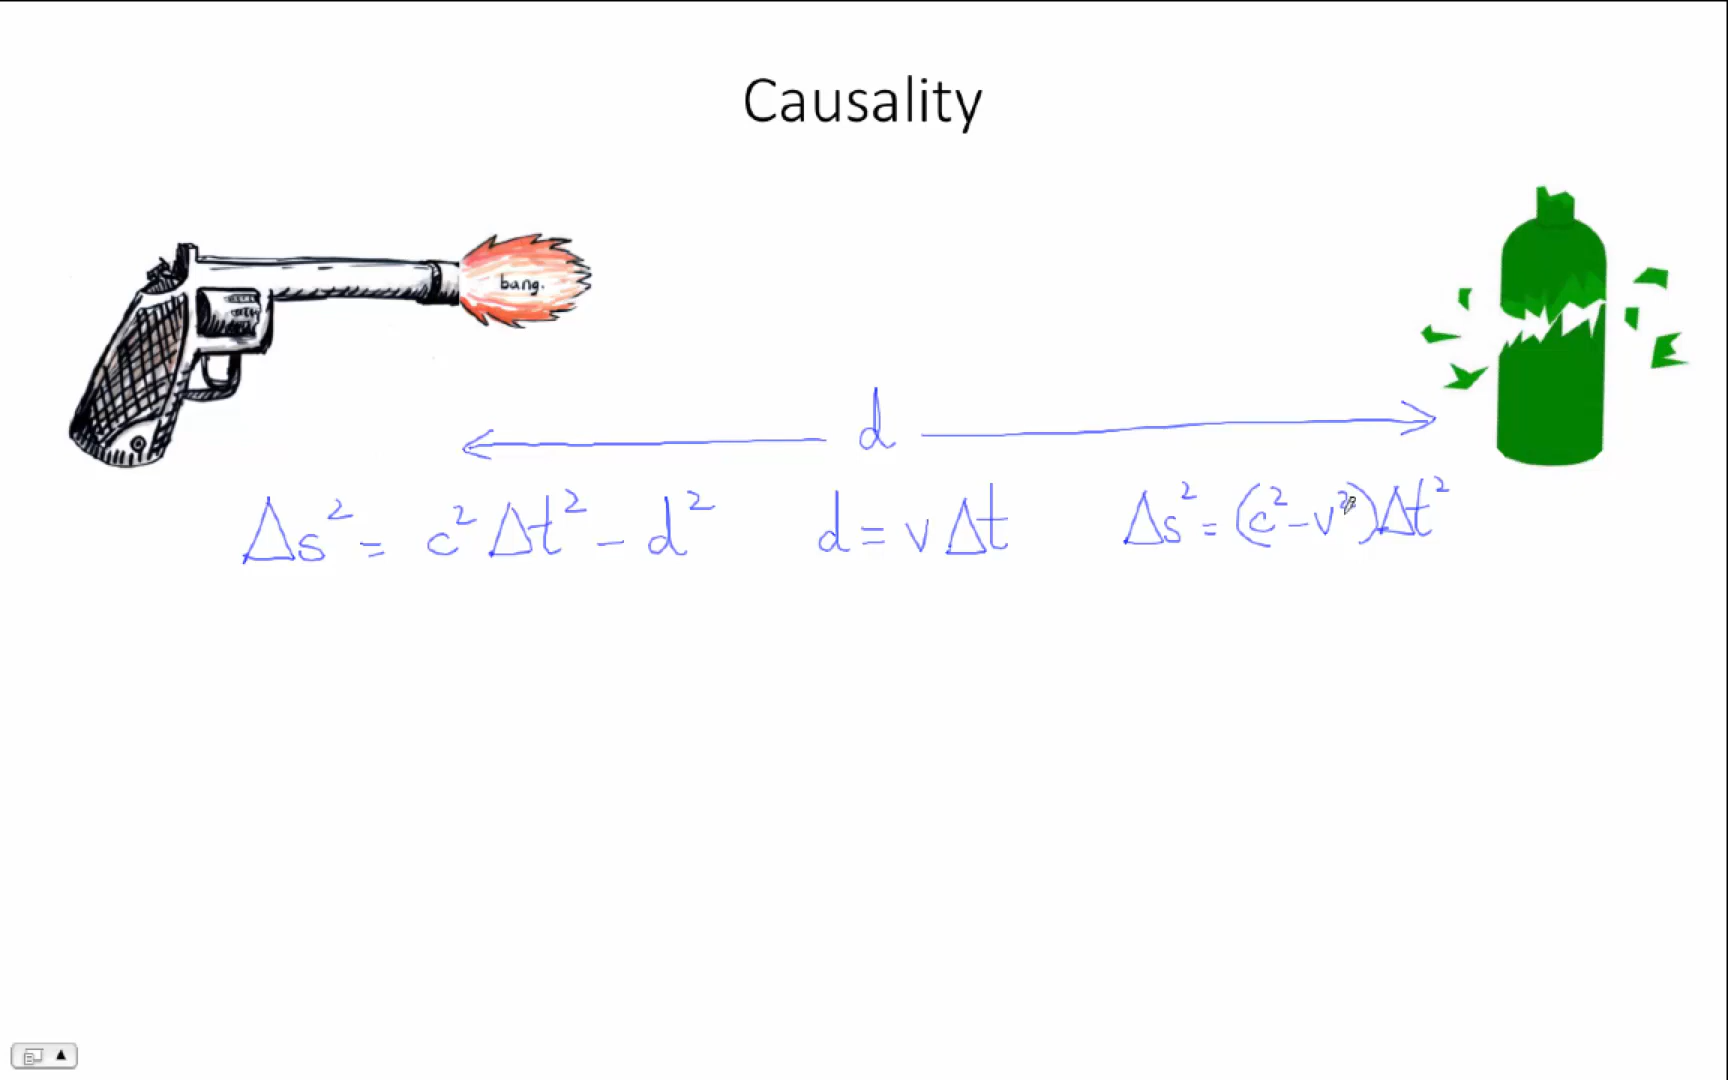 Causality
bang.
d
Δs² = c²Δt² - d²
d = vΔt
Δs² = (c² - v²)Δt²